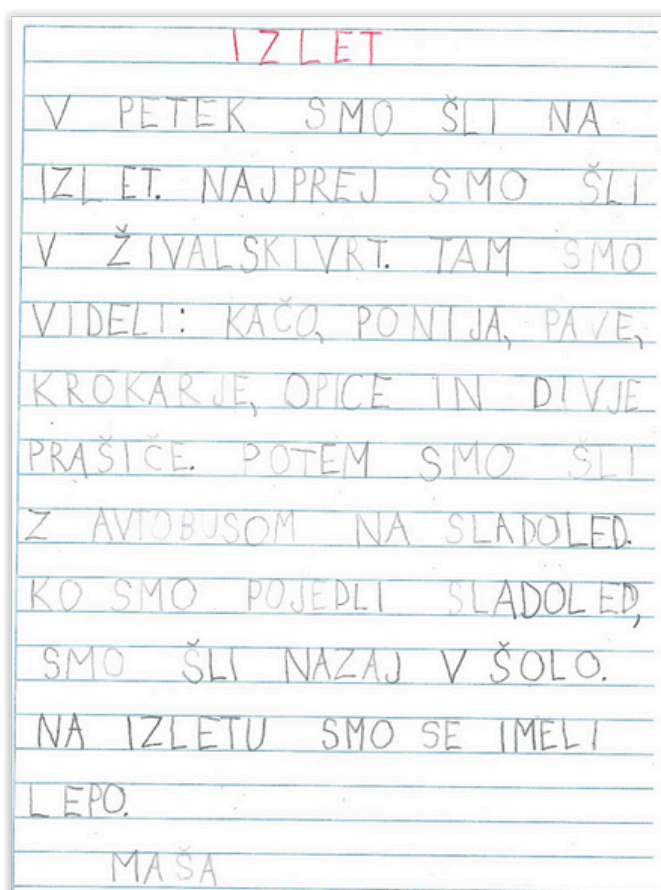 IZLET
V PETEK SMO ŠLI NA
IZLET. NAJPREJ SMO ŠLI
V ŽIVALSKI VRT. TAM SMO
VIDELI: KAČO, PONIJA, PAVE,
KROKARJE, OPICE IN DIVJE
PRAŠIČE. POTEM SMO ŠLI
Z AVTOBUSOM NA SLADOLED.
KO SMO POJEDLI SLADOLED,
SMO ŠLI NAZAJ V ŠOLO.
NA IZLETU SMO SE IMELI
LEPO.
MAŠA